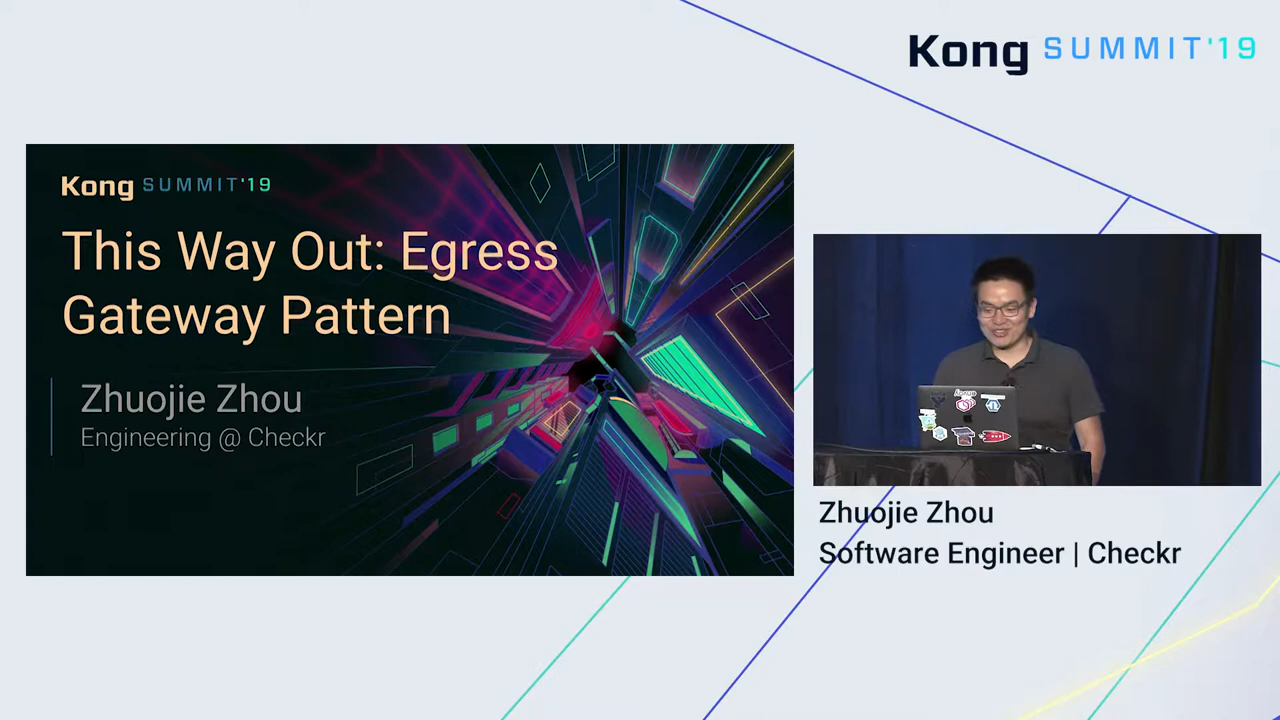 Kong SUMMIT'19
Kong SUMMIT'19
This Way Out: Egress
Gateway Pattern
Zhuojie Zhou
Engineering @ Checkr
Zhuojie Zhou
Software Engineer | Checkr